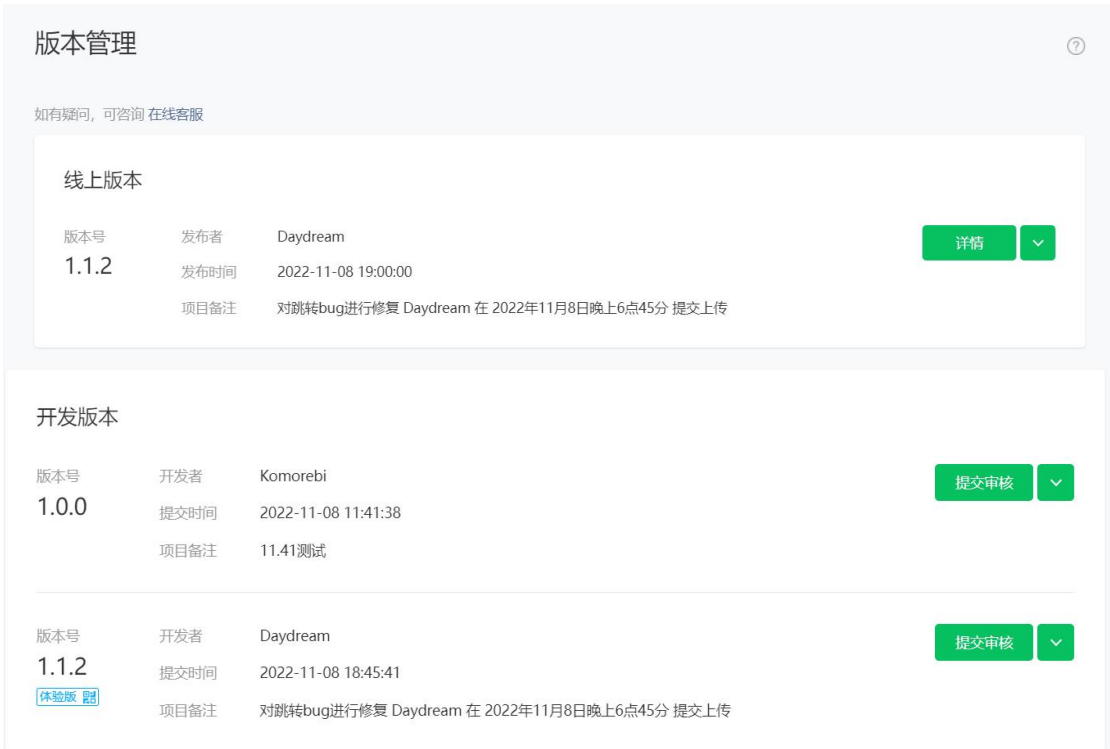 版本管理
如有疑问，可咨询 在线客服
线上版本
版本号 发布者 Daydream 详情
1.1.2 发布时间 2022-11-08 19:00:00
项目备注 对跳转bug进行修复 Daydream 在 2022年11月8日晚上6点45分 提交上传
开发版本
版本号 开发者 Komorebi 提交审核
1.0.0 提交时间 2022-11-08 11:41:38
项目备注 11.41测试
版本号 开发者 Daydream 提交审核
1.1.2 提交时间 2022-11-08 18:45:41
体验版
项目备注 对跳转bug进行修复 Daydream 在 2022年11月8日晚上6点45分 提交上传